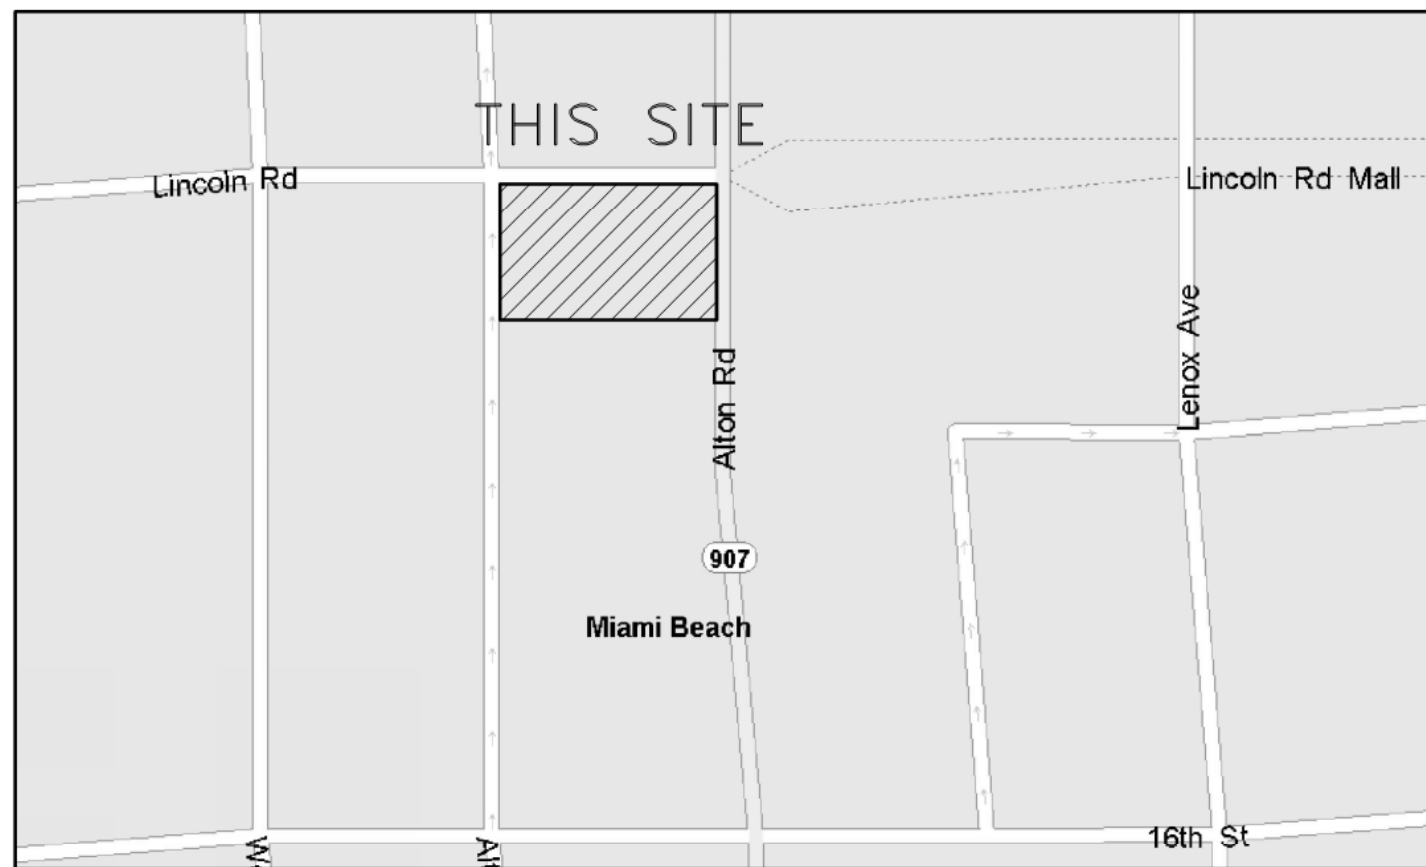 THIS SITE
Lincoln Rd
Lincoln Rd Mall
Lenox Ave
Alton Rd
907
Miami Beach
16th St